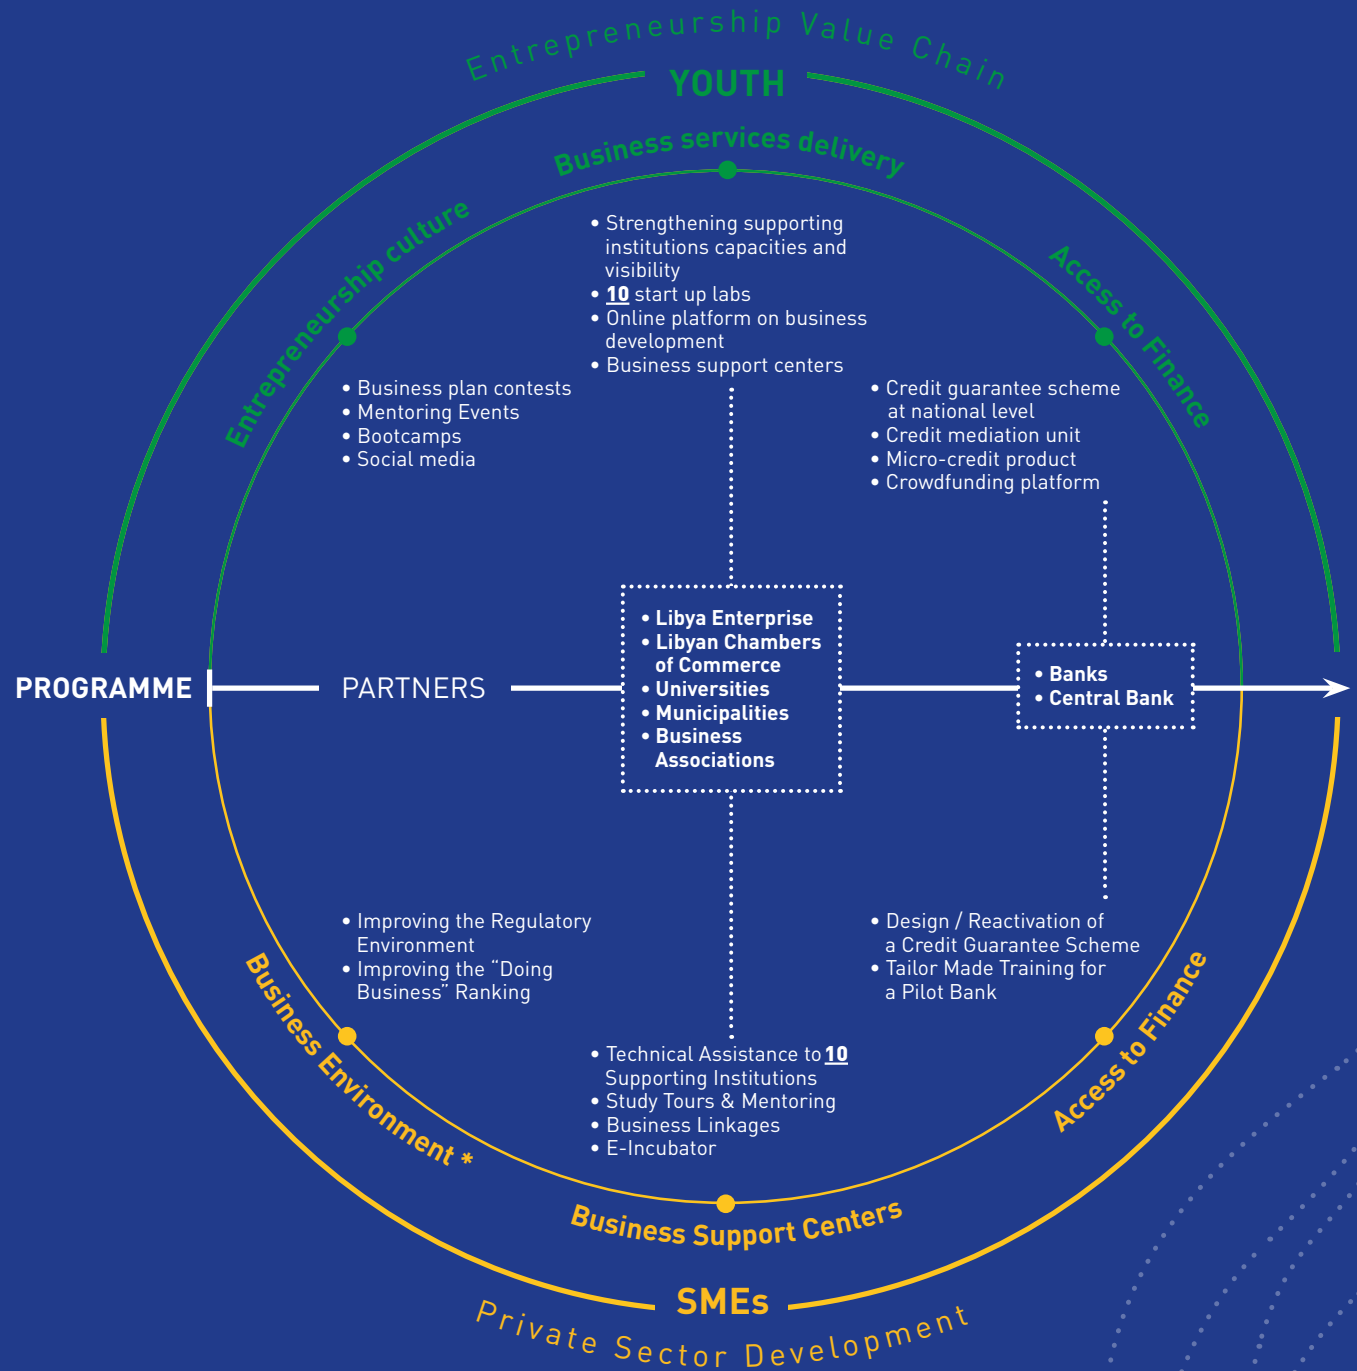 Entrepreneurship Value Chain
YOUTH
Business services delivery
Entrepreneurship culture
Access to Finance
• Strengthening supporting
institutions capacities and
visibility
• 10 start up labs
• Online platform on business
development
• Business support centers
• Business plan contests
• Mentoring Events
• Bootcamps
• Social media
• Credit guarantee scheme
at national level
• Credit mediation unit
• Micro-credit product
• Crowdfunding platform
PROGRAMME
PARTNERS
• Libya Enterprise
• Libyan Chambers
of Commerce
• Universities
• Municipalities
• Business
Associations
• Banks
• Central Bank
• Improving the Regulatory
Environment
• Improving the “Doing
Business” Ranking
• Design / Reactivation of
a Credit Guarantee Scheme
• Tailor Made Training for
a Pilot Bank
• Technical Assistance to 10
Supporting Institutions
• Study Tours & Mentoring
• Business Linkages
• E-Incubator
Business Environment *
Access to Finance
Business Support Centers
SMEs
Private Sector Development